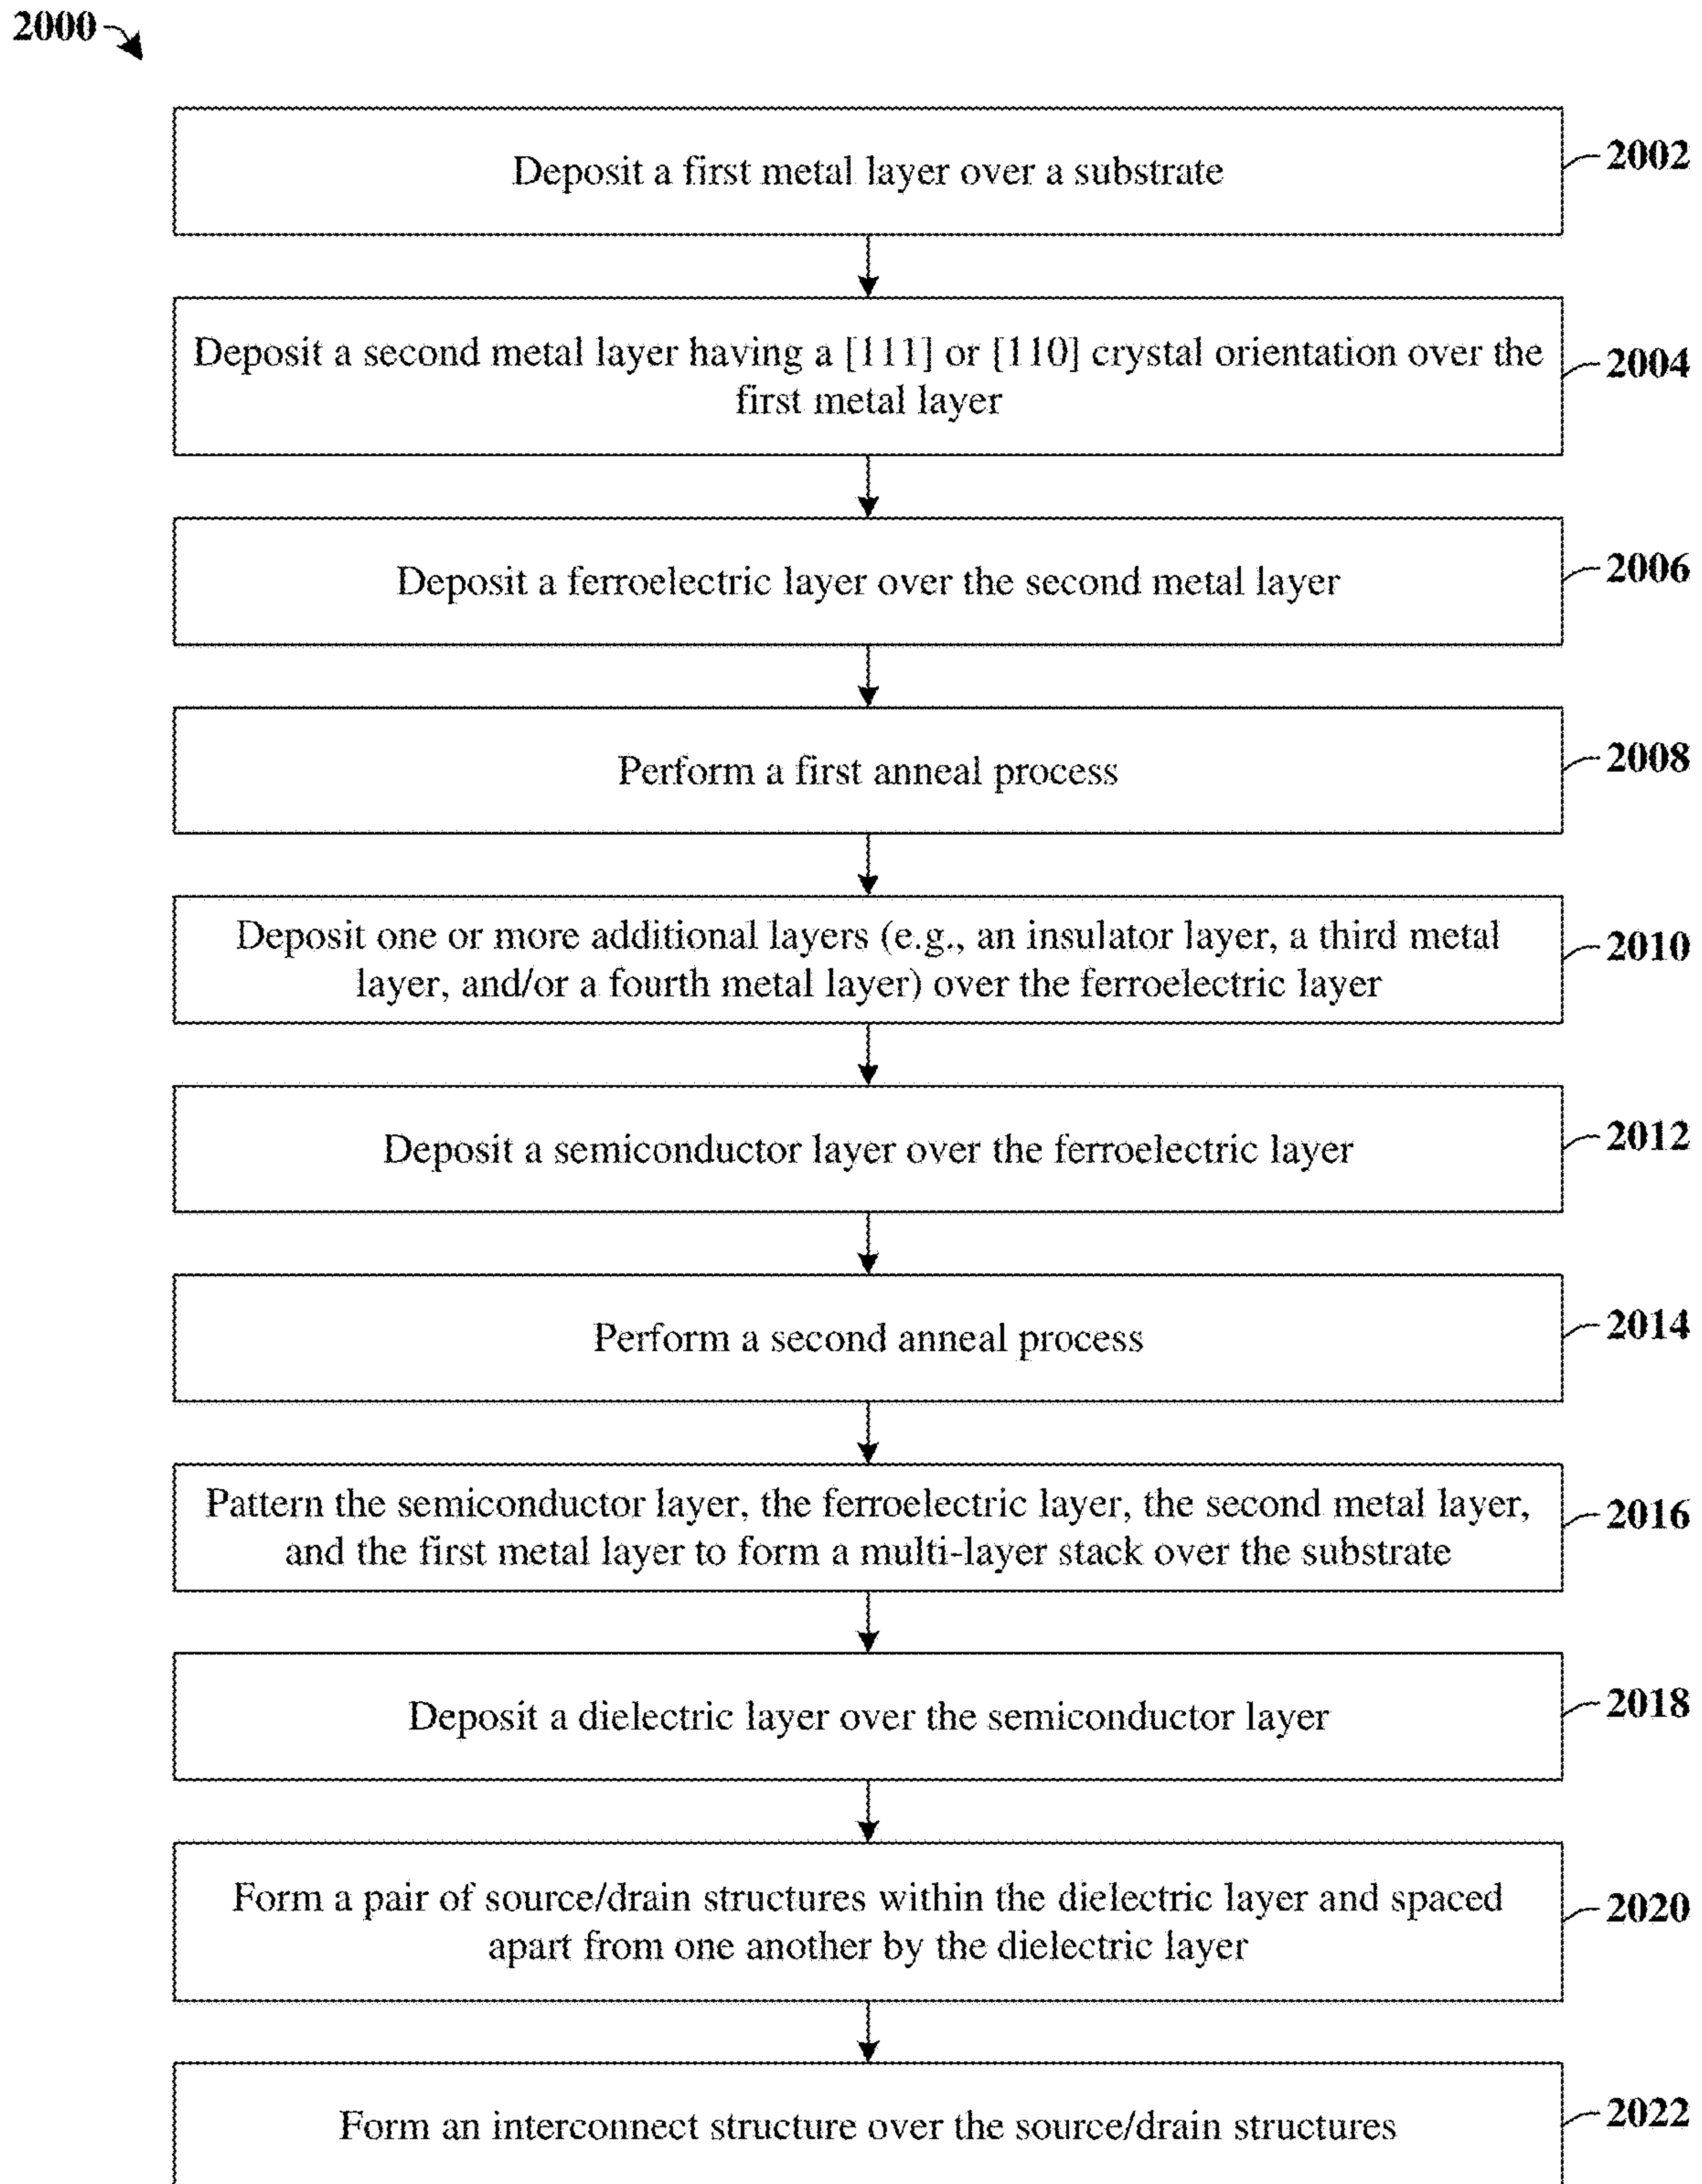 2000
Deposit a first metal layer over a substrate
2002
Deposit a second metal layer having a [111] or [110] crystal orientation over the
first metal layer
2004
Deposit a ferroelectric layer over the second metal layer
2006
Perform a first anneal process
2008
Deposit one or more additional layers (e.g., an insulator layer, a third metal
layer, and/or a fourth metal layer) over the ferroelectric layer
2010
Deposit a semiconductor layer over the ferroelectric layer
2012
Perform a second anneal process
2014
Pattern the semiconductor layer, the ferroelectric layer, the second metal layer,
and the first metal layer to form a multi-layer stack over the substrate
2016
Deposit a dielectric layer over the semiconductor layer
2018
Form a pair of source/drain structures within the dielectric layer and spaced
apart from one another by the dielectric layer
2020
Form an interconnect structure over the source/drain structures
2022